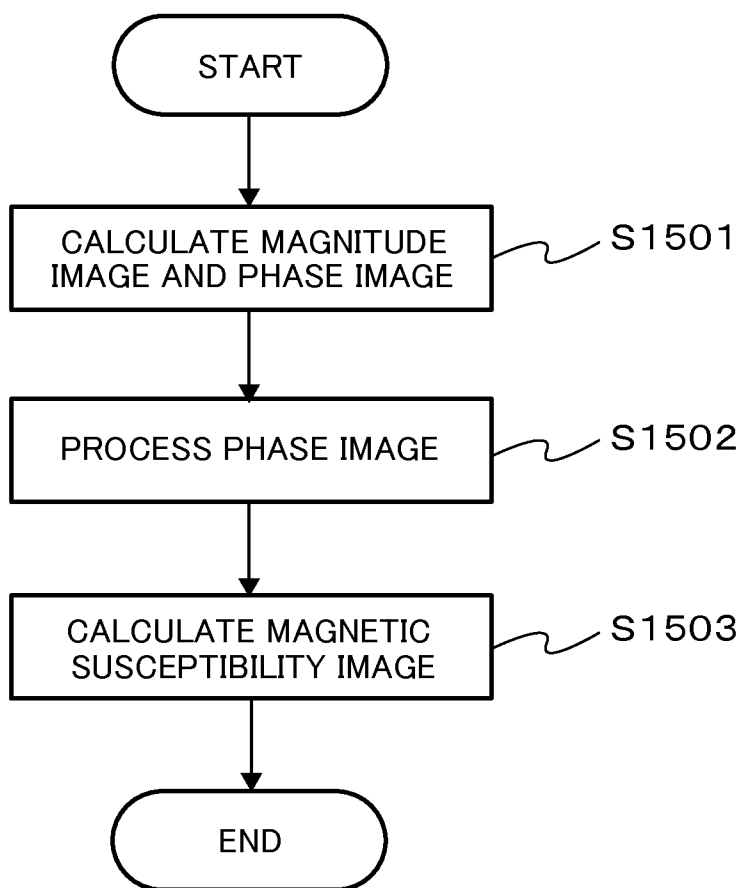 START
CALCULATE MAGNITUDE
IMAGE AND PHASE IMAGE
S1501
PROCESS PHASE IMAGE
S1502
CALCULATE MAGNETIC
SUSCEPTIBILITY IMAGE
S1503
END